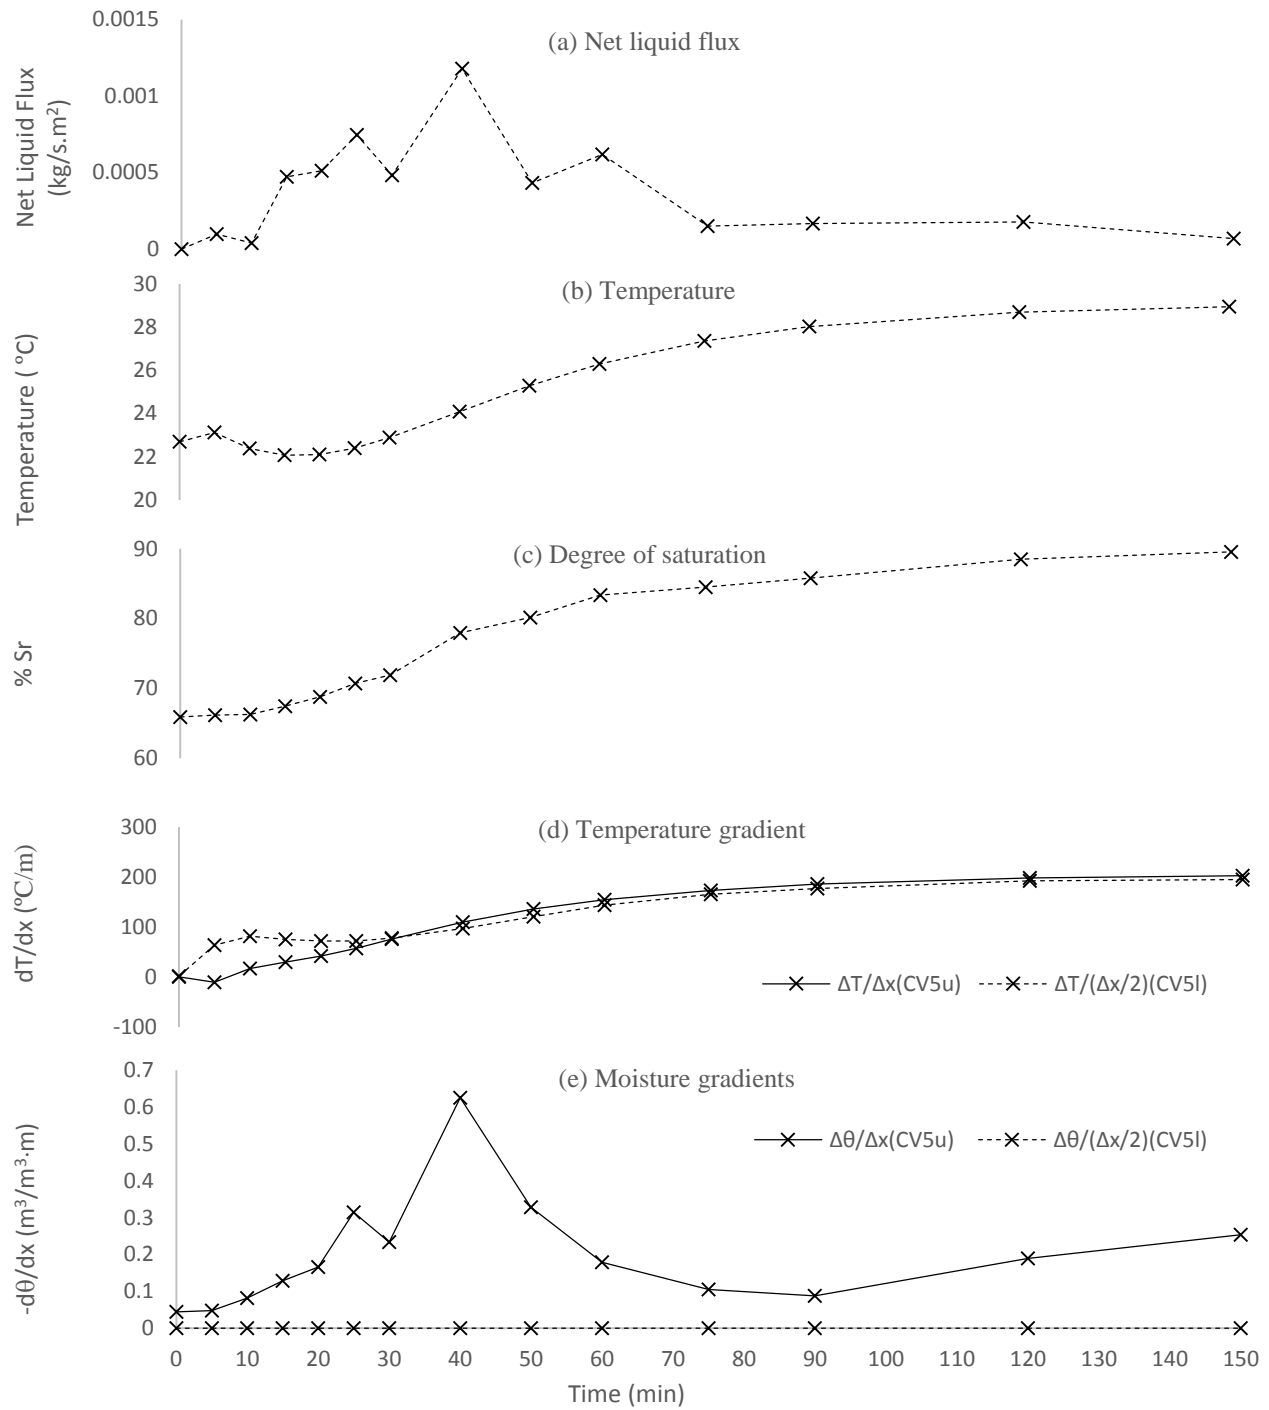 (a) Net liquid flux
Net Liquid Flux
(kg/s.m²)
0.0015
0.001
0.0005
0
(b) Temperature
Temperature ( °C)
30
28
26
24
22
20
(c) Degree of saturation
% Sr
90
80
70
60
(d) Temperature gradient
dT/dx (°C/m)
300
200
100
0
-100
ΔT/Δx(CV5u) ΔT/(Δx/2)(CV5l)
(e) Moisture gradients
-dθ/dx (m³/m³·m)
0.7
0.6
0.5
0.4
0.3
0.2
0.1
0
Δθ/Δx(CV5u) Δθ/(Δx/2)(CV5l)
0 10 20 30 40 50 60 70 80 90 100 110 120 130 140 150
Time (min)